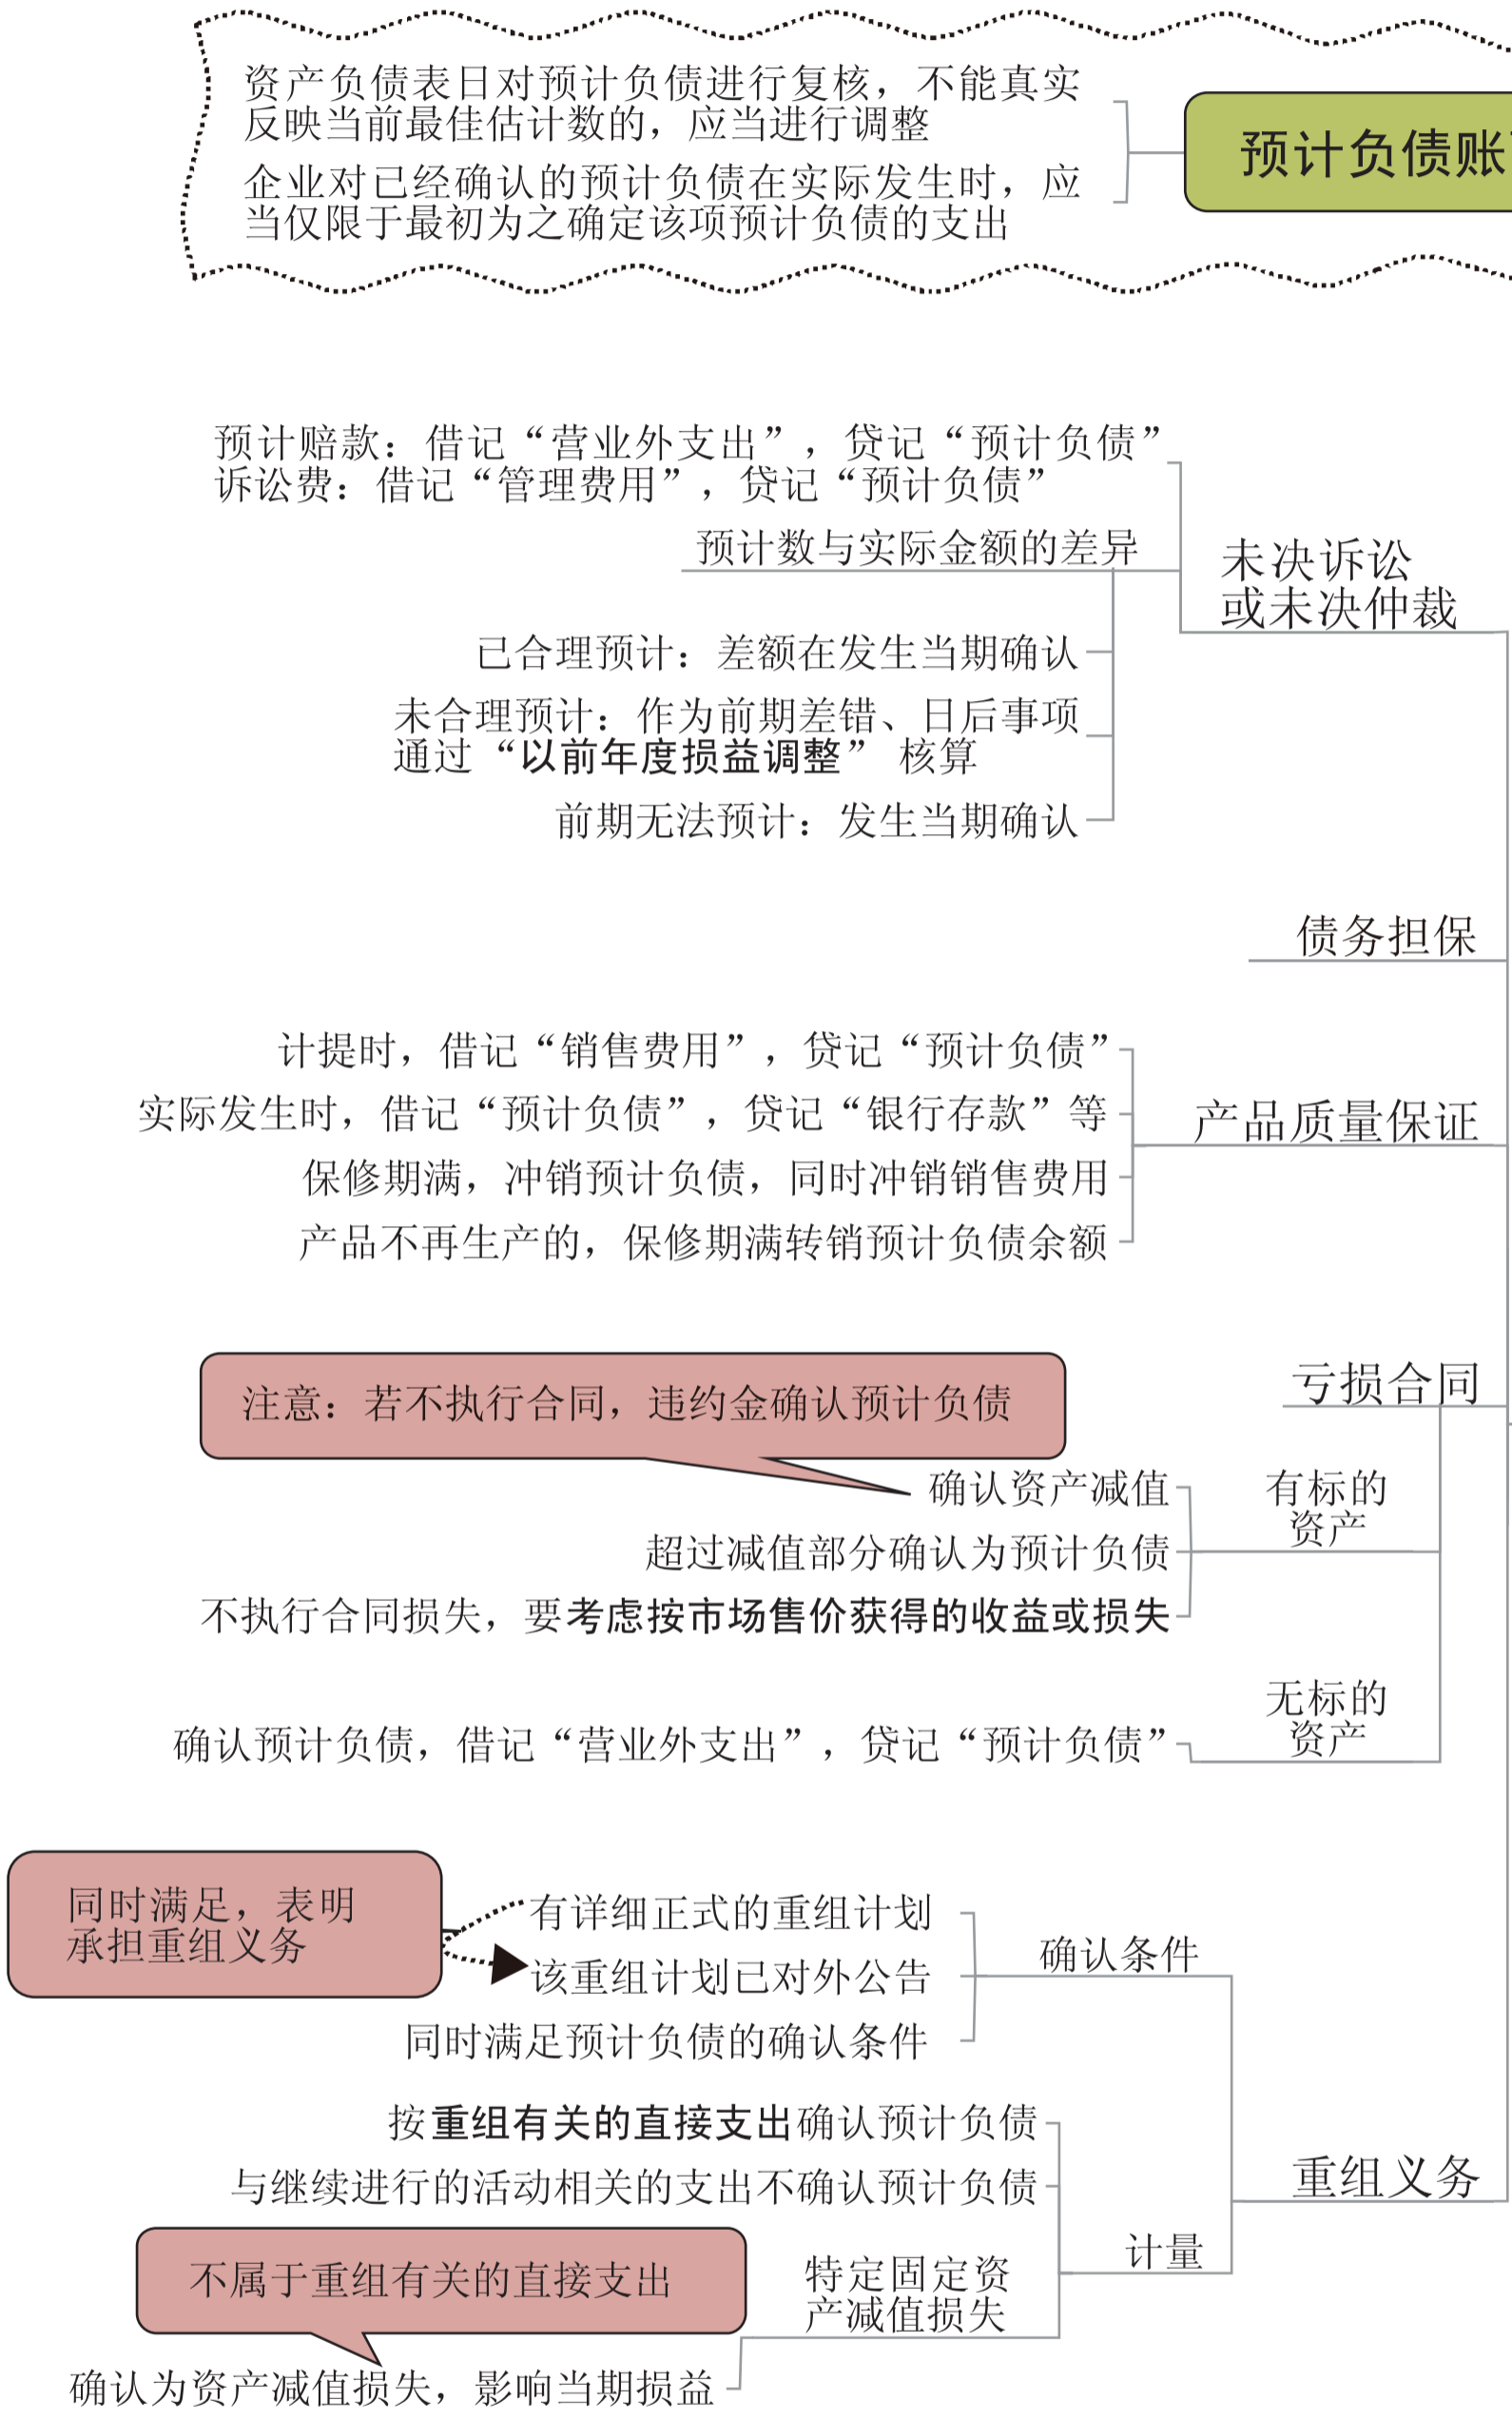 资产负债表日对预计负债进行复核，不能真实
反映当前最佳估计数的，应当进行调整
企业对已经确认的预计负债在实际发生时，应
当仅限于最初为之确定该项预计负债的支出
预计负债账
预计赔款：借记“营业外支出”，贷记“预计负债”
诉讼费：借记“管理费用”，贷记“预计负债”
预计数与实际金额的差异
未决诉讼
或未决仲裁
已合理预计：差额在发生当期确认
未合理预计：作为前期差错、日后事项
通过“以前年度损益调整” 核算
前期无法预计：发生当期确认
债务担保
计提时，借记“销售费用”，贷记“预计负债”
实际发生时，借记“预计负债”，贷记“银行存款”等
产品质量保证
保修期满，冲销预计负债，同时冲销销售费用
产品不再生产的，保修期满转销预计负债余额
亏损合同
注意：若不执行合同，违约金确认预计负债
确认资产减值
有标的
资产
超过减值部分确认为预计负债
不执行合同损失，要考虑按市场售价获得的收益或损失
无标的
资产
确认预计负债，借记“营业外支出”，贷记“预计负债”
同时满足，表明
承担重组义务
有详细正式的重组计划
该重组计划已对外公告
确认条件
同时满足预计负债的确认条件
按重组有关的直接支出确认预计负债
与继续进行的活动相关的支出不确认预计负债
重组义务
计量
不属于重组有关的直接支出
特定固定资
产减值损失
确认为资产减值损失，影响当期损益